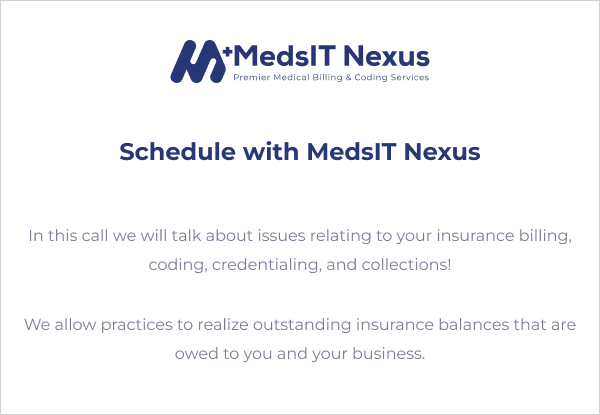 MedsIT Nexus
Premier Medical Billing & Coding Services
Schedule with MedsIT Nexus
In this call we will talk about issues relating to your insurance billing,
coding, credentialing, and collections!
We allow practices to realize outstanding insurance balances that are
owed to you and your business.